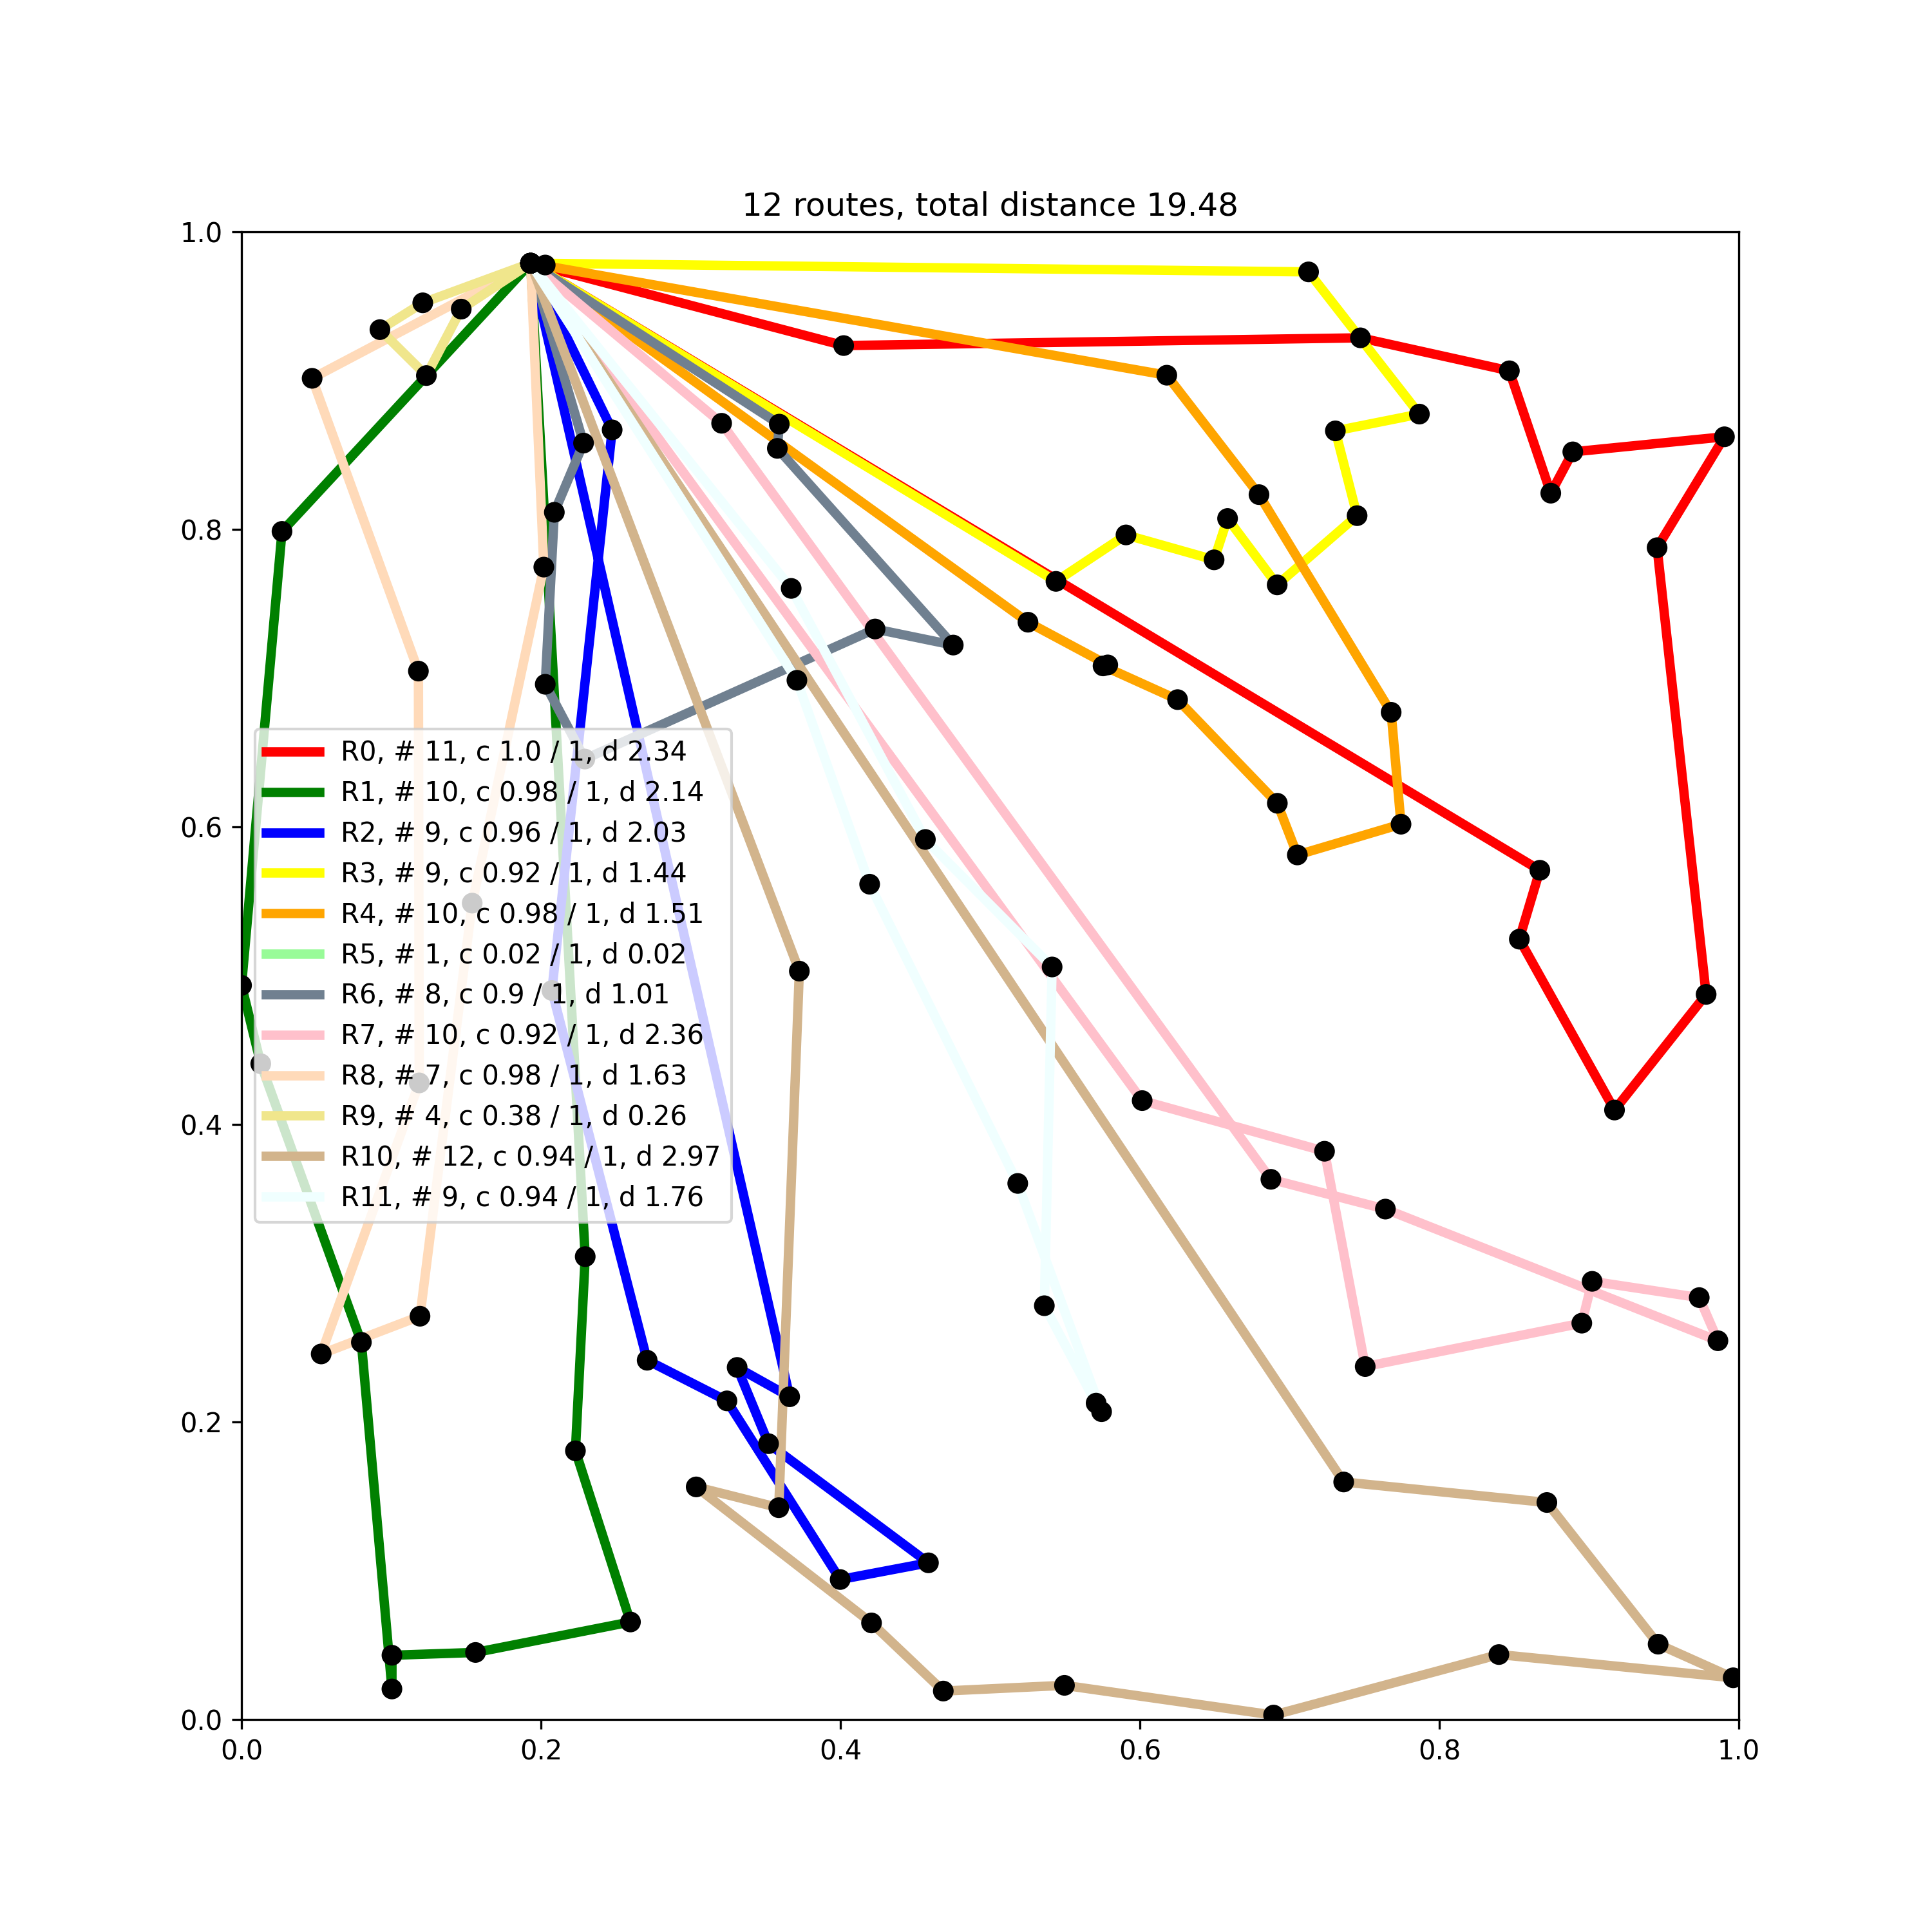 12 routes, total distance 19.48
1.0
0.8
0.6
0.4
0.2
0.0
R0, # 11, c 1.0 / 1, d 2.34
R1, # 10, c 0.98 / 1, d 2.14
R2, # 9, c 0.96 / 1, d 2.03
R3, # 9, c 0.92 / 1, d 1.44
R4, # 10, c 0.98 / 1, d 1.51
R5, # 1, c 0.02 / 1, d 0.02
R6, # 8, c 0.9 / 1, d 1.01
R7, # 10, c 0.92 / 1, d 2.36
R8, # 7, c 0.98 / 1, d 1.63
R9, # 4, c 0.38 / 1, d 0.26
R10, # 12, c 0.94 / 1, d 2.97
R11, # 9, c 0.94 / 1, d 1.76
0.0 0.2 0.4 0.6 0.8 1.0